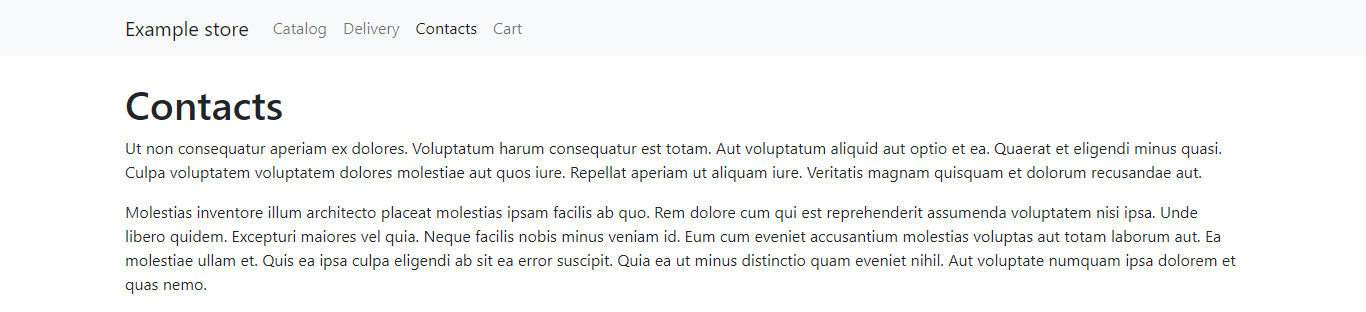 Example store Catalog Delivery Contacts Cart
Contacts
Ut non consequatur aperiam ex dolores. Voluptatum harum consequatur est totam. Aut voluptatum aliquid aut optio et ea. Quaerat et eligendi minus quasi.
Culpa voluptatem voluptatem dolores molestiae aut quos iure. Repellat aperiam ut aliquam iure. Veritatis magnam quisquam et dolorum recusandae aut.
Molestias inventore illum architecto placeat molestias ipsam facilis ab quo. Rem dolore cum qui est reprehenderit assumenda voluptatem nisi ipsa. Unde
libero quidem. Excepturi maiores vel quia. Neque facilis nobis minus veniam id. Eum cum eveniet accusantium molestias voluptas aut totam laborum aut. Ea
molestiae ullam et. Quis ea ipsa culpa eligendi ab sit ea error suscipit. Quia ea ut minus distinctio quam eveniet nihil. Aut voluptate numquam ipsa dolorem et
quas nemo.